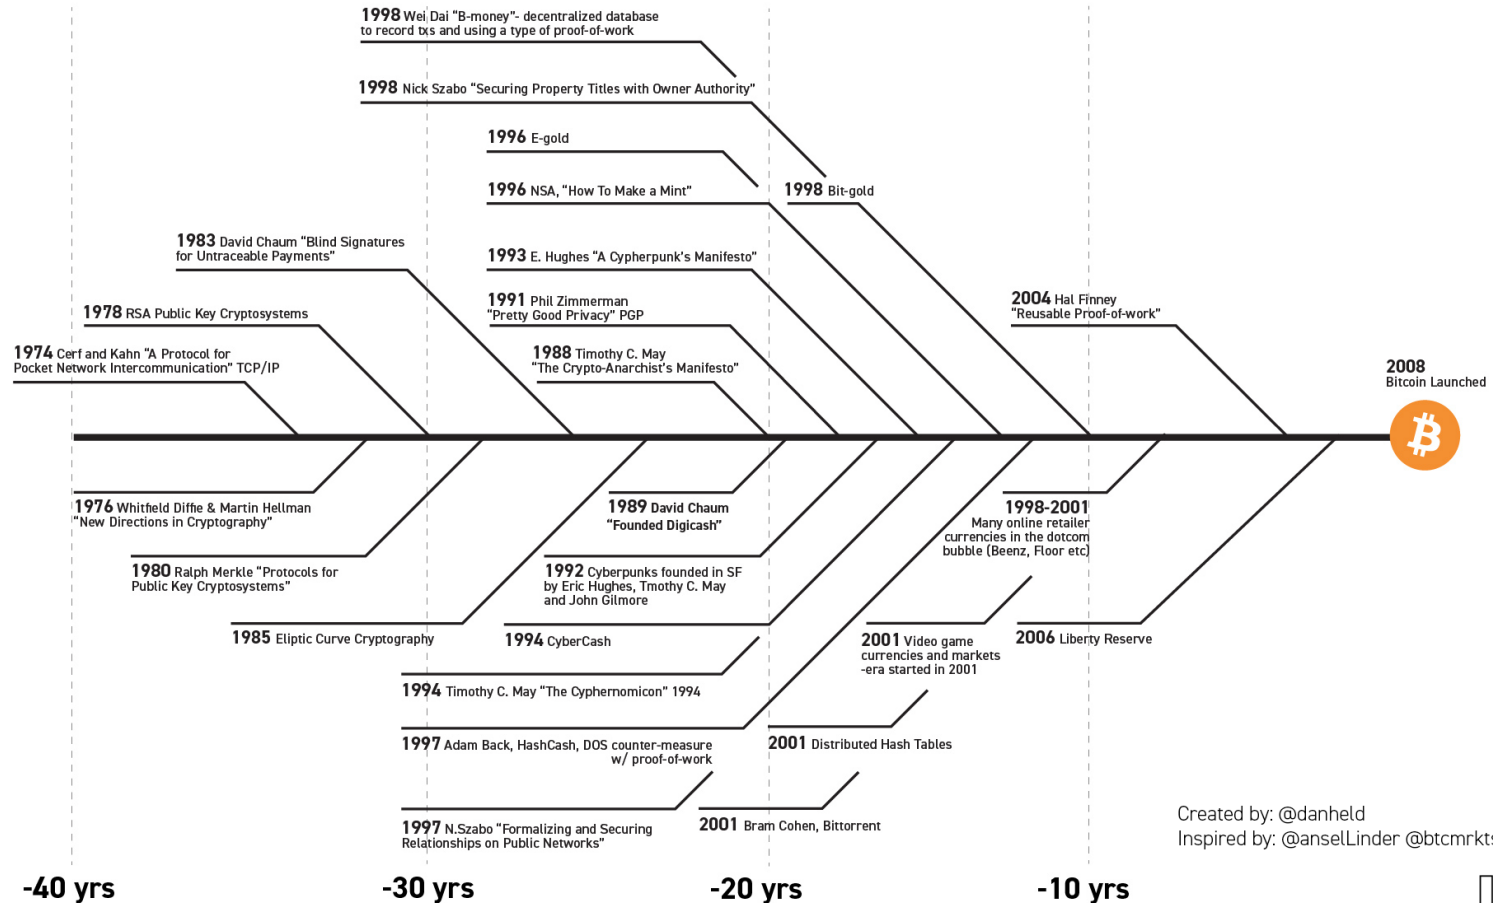 1998 Wei Dai “B-money”- decentralized database
to record txs and using a type of proof-of-work
1998 Nick Szabo “Securing Property Titles with Owner Authority”
1996 E-gold
1996 NSA, “How To Make a Mint”
1998 Bit-gold
1983 David Chaum “Blind Signatures
for Untraceable Payments”
1993 E. Hughes “A Cypherpunk’s Manifesto”
1991 Phil Zimmerman
“Pretty Good Privacy” PGP
2004 Hal Finney
“Reusable Proof-of-work”
1978 RSA Public Key Cryptosystems
1974 Cerf and Kahn “A Protocol for
Pocket Network Intercommunication” TCP/IP
1988 Timothy C. May
“The Crypto-Anarchist’s Manifesto”
2008
Bitcoin Launched
1976 Whitfield Diffie & Martin Hellman
“New Directions in Cryptography”
1989 David Chaum
“Founded Digicash”
1998-2001
Many online retailer
currencies in the dotcom
bubble (Beenz, Floor etc)
1980 Ralph Merkle “Protocols for
Public Key Cryptosystems”
1992 Cyberpunks founded in SF
by Eric Hughes, Tmothy C. May
and John Gilmore
1985 Eliptic Curve Cryptography
1994 CyberCash
2001 Video game
currencies and markets
-era started in 2001
2006 Liberty Reserve
1994 Timothy C. May “The Cyphernomicon” 1994
1997 Adam Back, HashCash, DOS counter-measure
w/ proof-of-work
2001 Distributed Hash Tables
1997 N.Szabo “Formalizing and Securing
Relationships on Public Networks”
2001 Bram Cohen, Bittorrent
Created by: @danheld
Inspired by: @anselLinder @btcmrkts
-40 yrs
-30 yrs
-20 yrs
-10 yrs